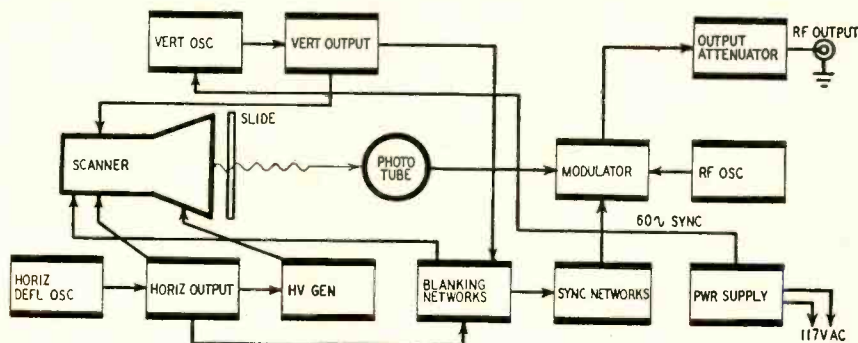 VERT OSC
VERT OUTPUT
OUTPUT
ATTENUATOR
RF OUTPUT
SLIDE
SCANNER
PHOTO
TUBE
MODULATOR
RF OSC
60∿ SYNC
HORIZ
DEFL OSC
HORIZ OUTPUT
HV GEN
BLANKING
NETWORKS
SYNC NETWORKS
PWR SUPPLY
117VAC